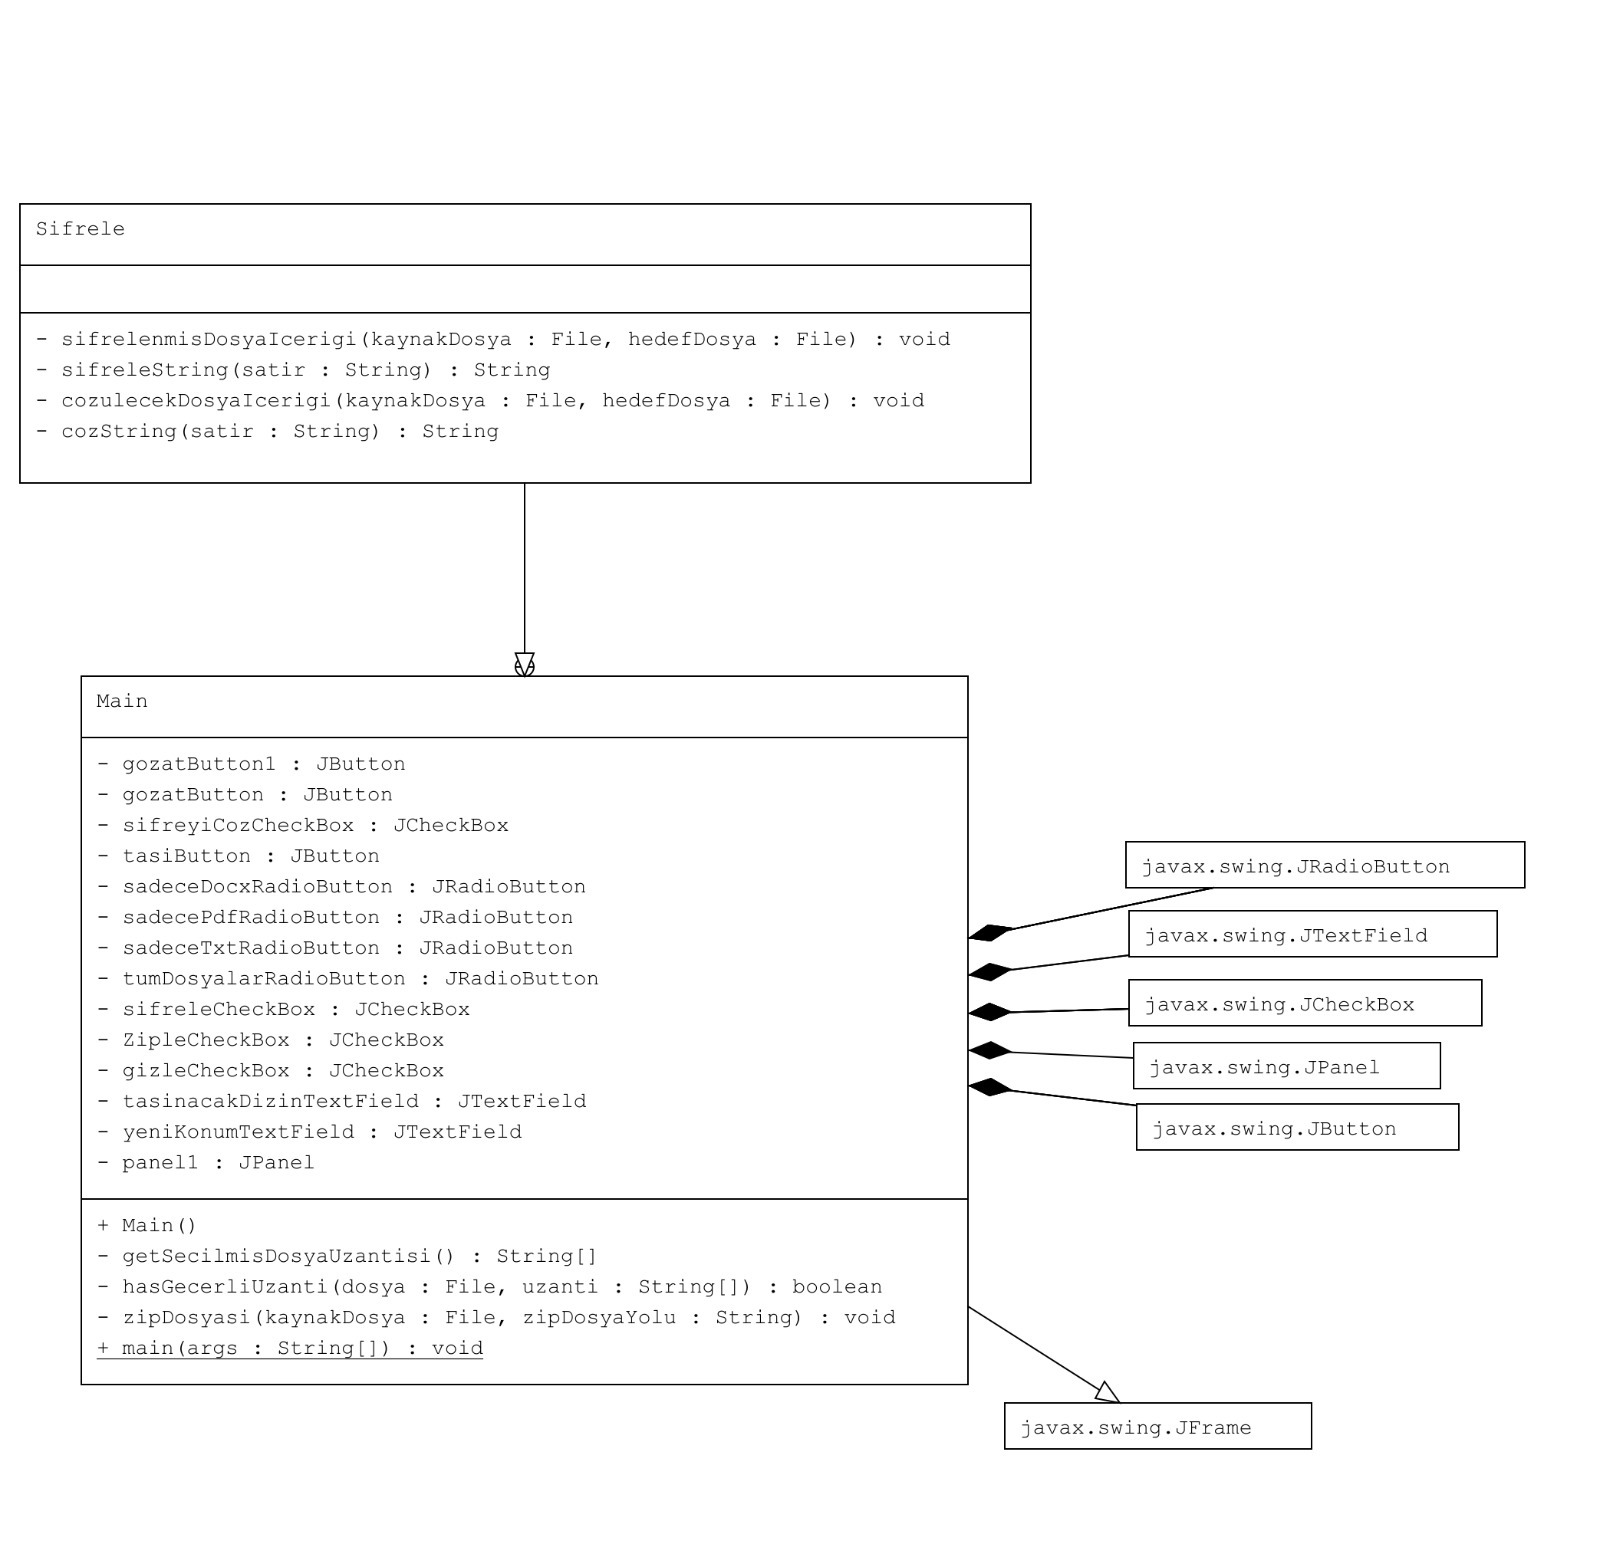 Sifrele
- sifrelenmisDosyaIcerigi(kaynakDosya : File, hedefDosya : File) : void
- sifreleString(satir : String) : String
- cozulecekDosyaIcerigi(kaynakDosya : File, hedefDosya : File) : void
- cozString(satir : String) : String
Main
- gozatButton1 : JButton
- gozatButton : JButton
- sifreyiCozCheckBox : JCheckBox
- tasiButton : JButton
- sadeceDocxRadioButton : JRadioButton
- sadecePdfRadioButton : JRadioButton
- sadeceTxtRadioButton : JRadioButton
- tumDosyalarRadioButton : JRadioButton
- sifreleCheckBox : JCheckBox
- ZipleCheckBox : JCheckBox
- gizleCheckBox : JCheckBox
- tasinacakDizinTextField : JTextField
- yeniKonumTextField : JTextField
- panel1 : JPanel
+ Main()
- getSecilmisDosyaUzantisi() : String[]
- hasGecerliUzanti(dosya : File, uzanti : String[]) : boolean
- zipDosyasi(kaynakDosya : File, zipDosyaYolu : String) : void
+ main(args : String[]) : void
javax.swing.JRadioButton
javax.swing.JTextField
javax.swing.JCheckBox
javax.swing.JPanel
javax.swing.JButton
javax.swing.JFrame